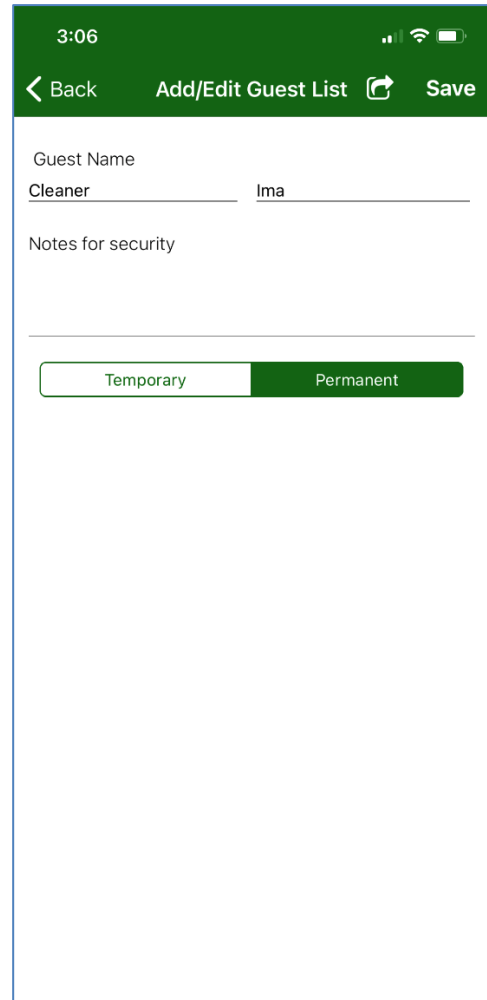 3:06
Back Add/Edit Guest List Save
Guest Name
Cleaner Ima
Notes for security
Temporary Permanent